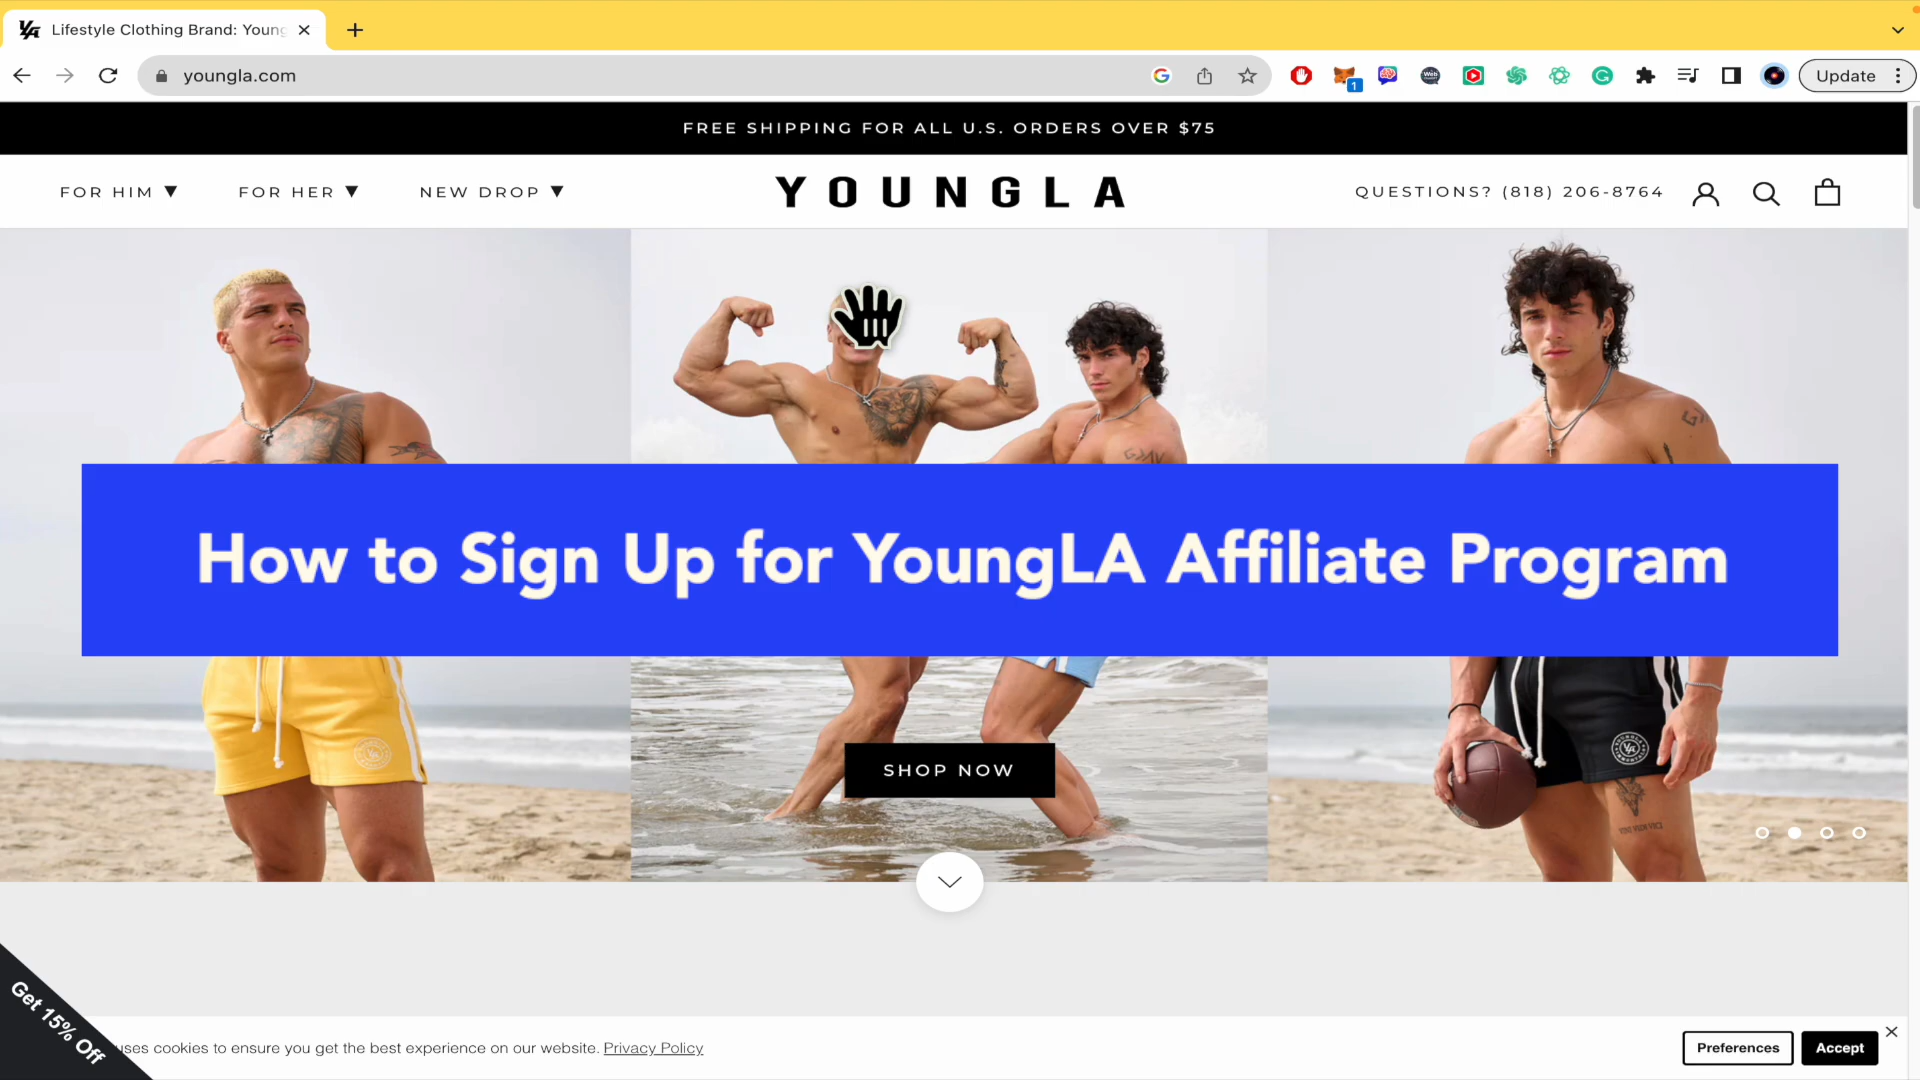 Lifestyle Clothing Brand: Young
youngla.com
1
Update
FREE SHIPPING FOR ALL U.S. ORDERS OVER $75
FOR HIM ▼
FOR HER ▼
NEW DROP ▼
YOUNGLA
QUESTIONS? (818) 206-8764
How to Sign Up for YoungLA Affiliate Program
SHOP NOW
Get 15% Off
uses cookies to ensure you get the best experience on our website. Privacy Policy
Preferences
Accept